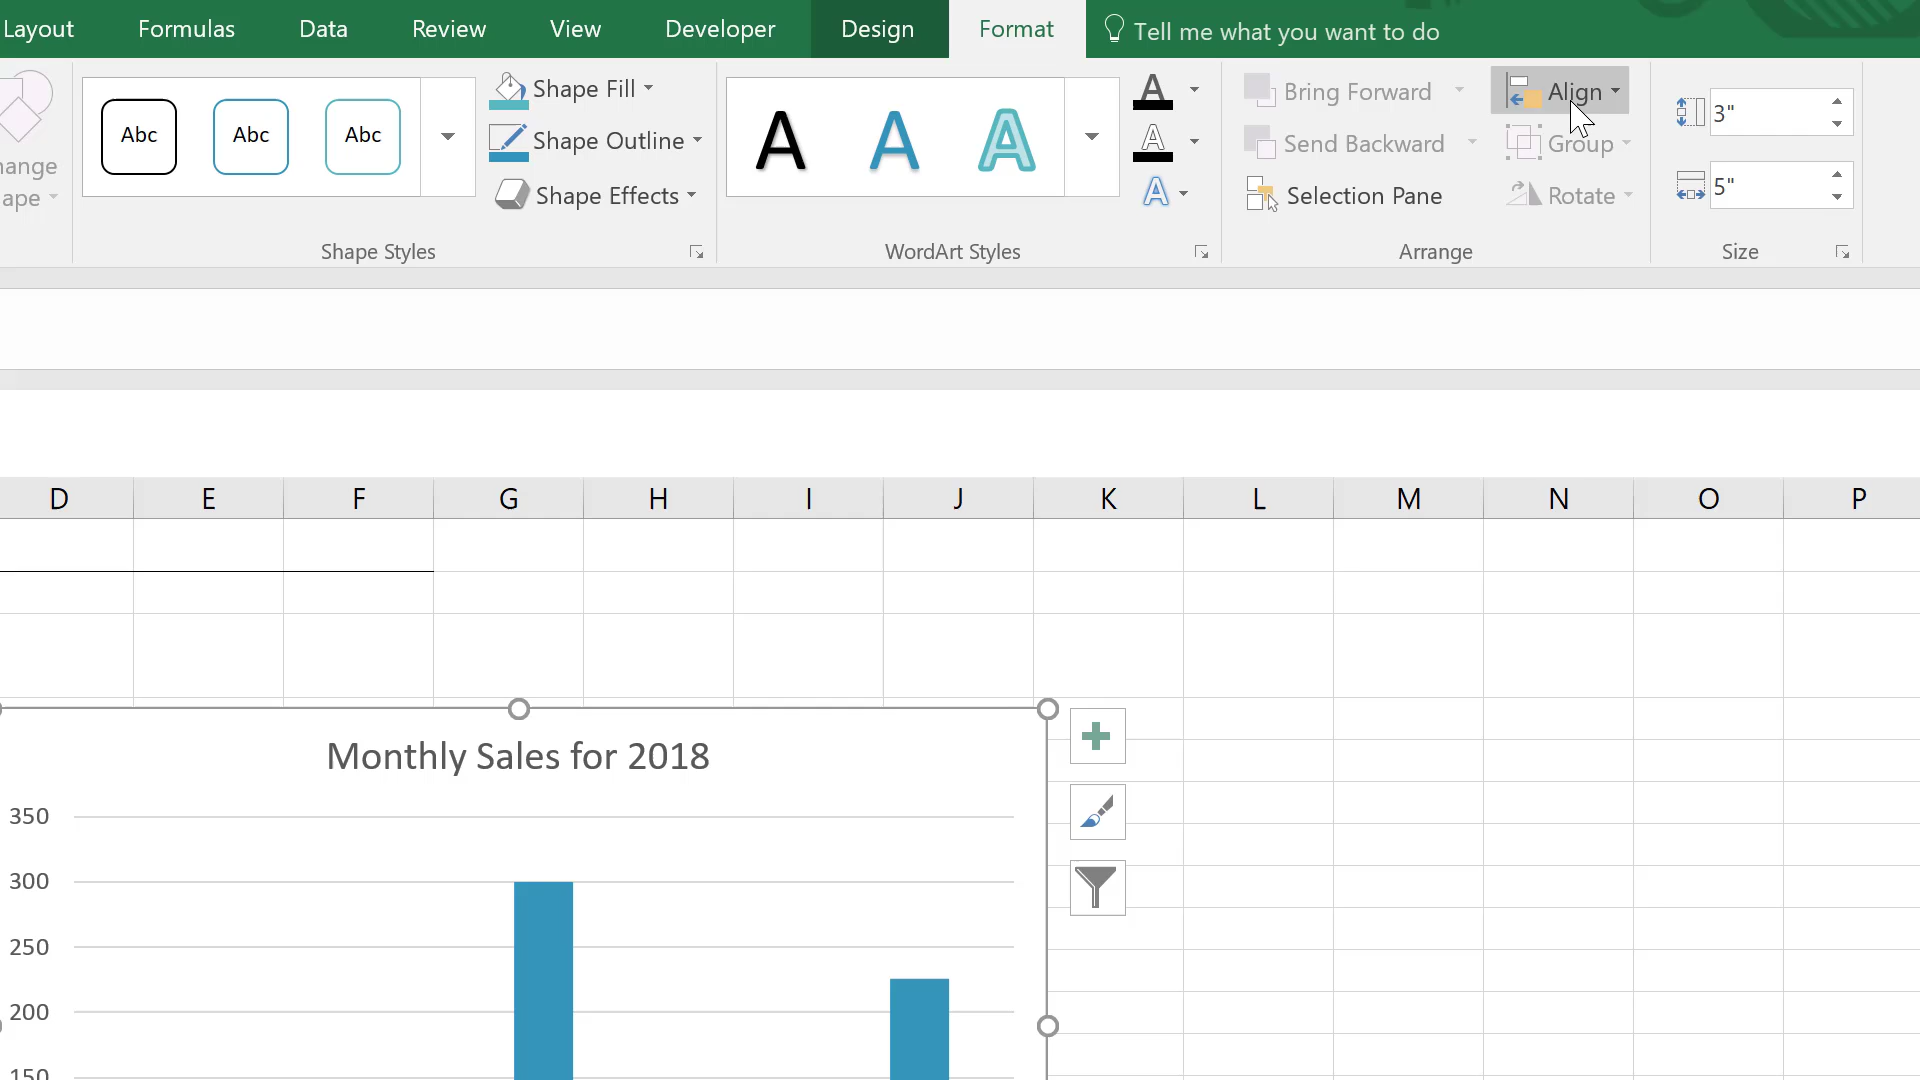 Layout Formulas Data Review View Developer Design Format Tell me what you want to do
Abc Abc Abc
Shape Fill
Shape Outline
Shape Effects
Shape Styles
A A A
A
A
A
WordArt Styles
Bring Forward
Send Backward
Selection Pane
Align
Group
Rotate
Arrange
3"
5"
Size
hange
ape
D E F G H I J K L M N O P
Monthly Sales for 2018
350
300
250
200
150